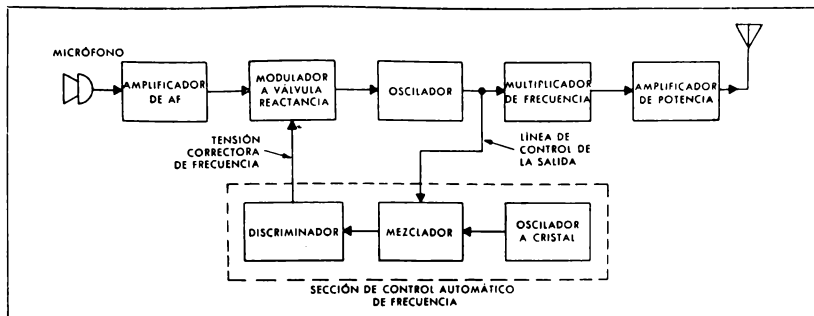 MICRÓFONO
AMPLIFICADOR
DE AF
MODULADOR
A VÁLVULA
REACTANCIA
OSCILADOR
MULTIPLICADOR
DE FRECUENCIA
AMPLIFICADOR
DE POTENCIA
TENSIÓN
CORRECTORA
DE FRECUENCIA
LÍNEA DE
CONTROL DE
LA SALIDA
DISCRIMINADOR
MEZCLADOR
OSCILADOR
A CRISTAL
SECCIÓN DE CONTROL AUTOMÁTICO
DE FRECUENCIA